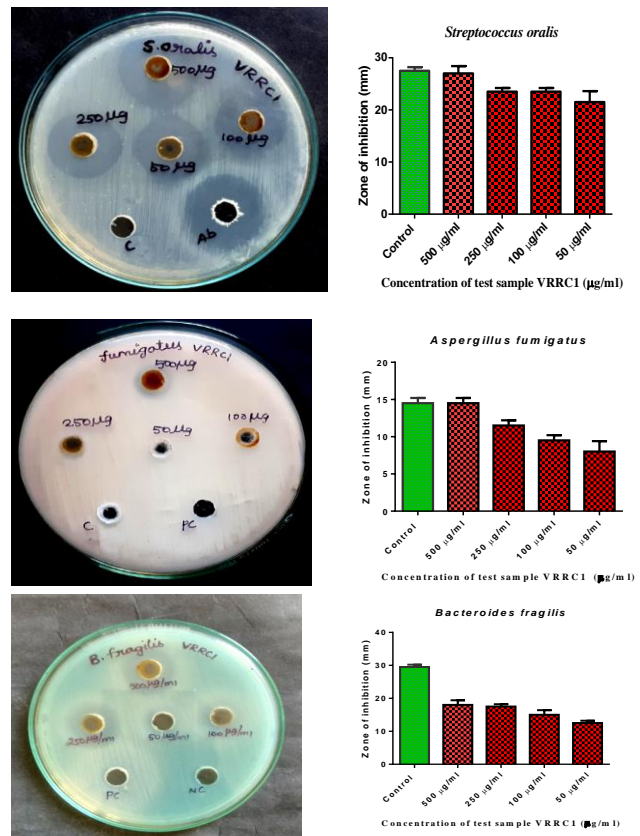 S. oralis
VRRC1
500µg
250 µg
100µg
50µg
C
Ab
Streptococcus oralis
Zone of inhibition (mm)
30
20
10
0
Control
500 µg/ml
250 µg/ml
100 µg/ml
50 µg/ml
Concentration of test sample VRRC1 (µg/ml)
fumigatus VRRC1
500µg
250µg
50µg
100µg
C
PC
Aspergillus fumigatus
Zone of inhibition (mm)
20
15
10
5
0
Control
500 µg/ml
250 µg/ml
100 µg/ml
50 µg/ml
Concentration of test sample VRRC1 (µg/ml)
B. fragilis VRRC1
500µg/ml
250µg/ml
50µg/ml
100µg/ml
PC
NC
Bacteroides fragilis
Zone of inhibition (mm)
40
30
20
10
0
Control
500 µg/ml
250 µg/ml
100 µg/ml
50 µg/ml
Concentration of test sample VRRC1 (µg/ml)